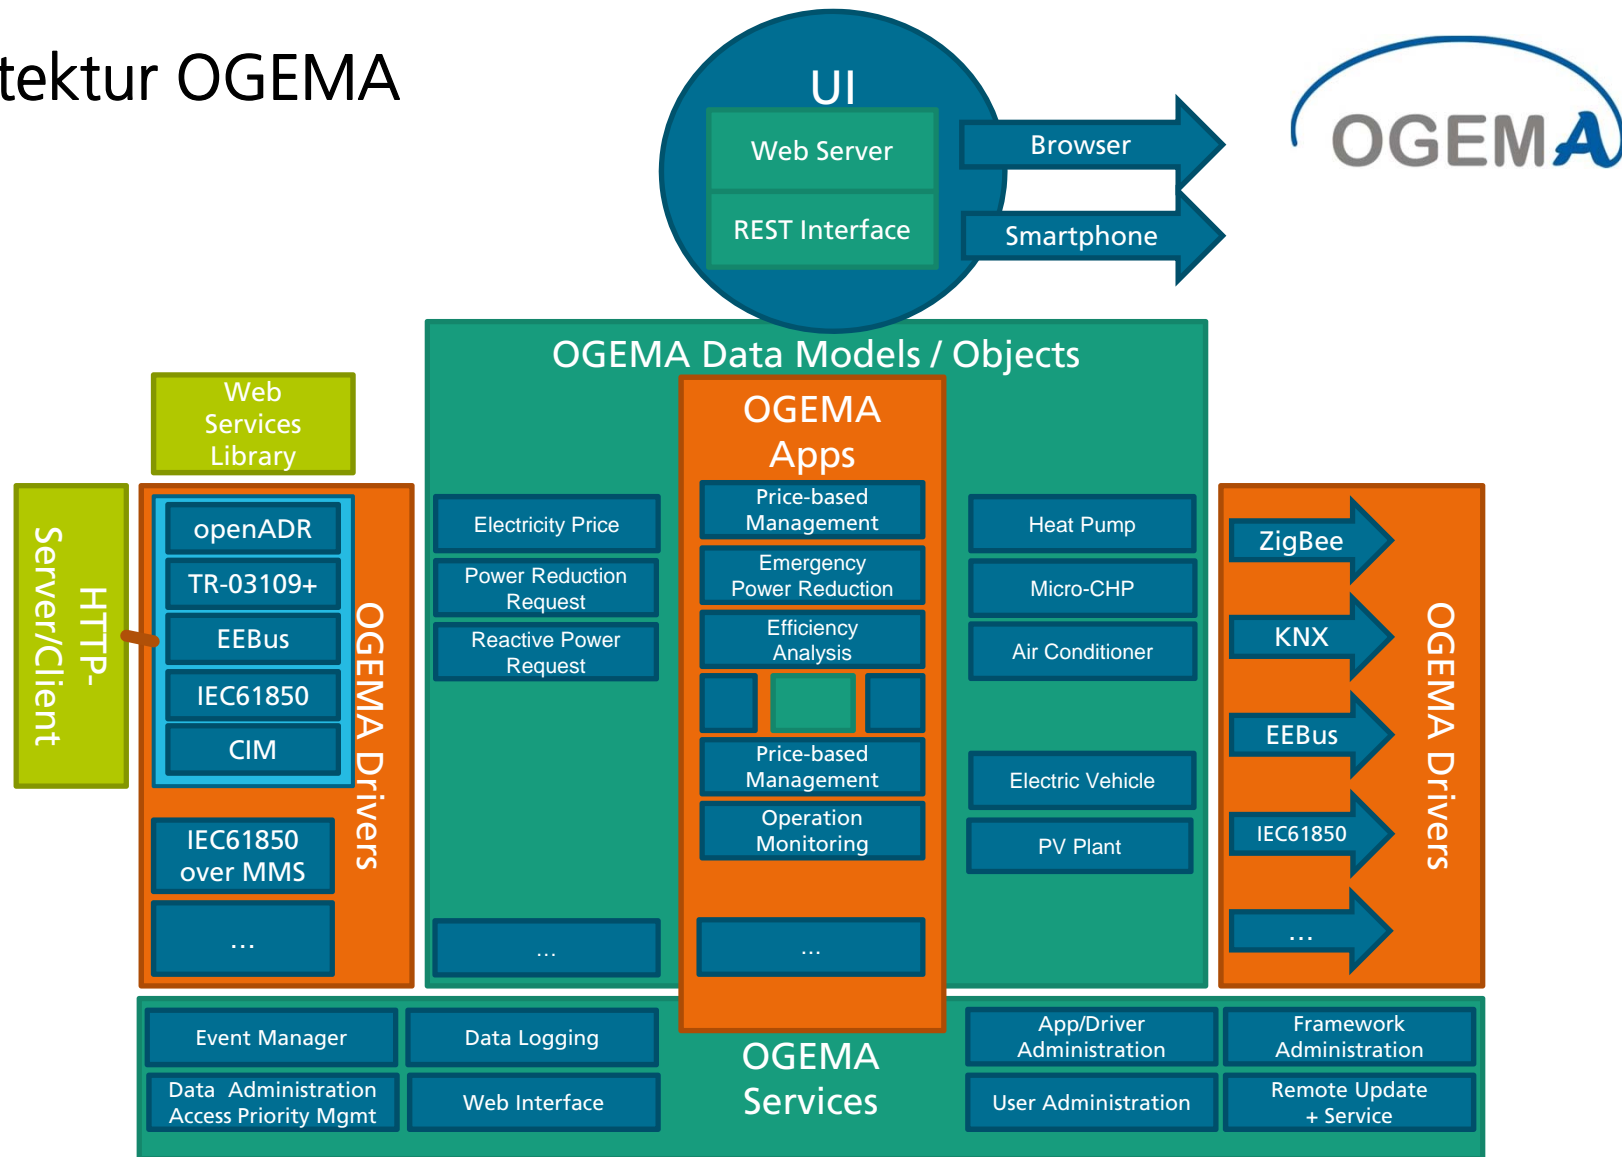 tektur OGEMA
UI
Web Server
REST Interface
Browser
Smartphone
OGEMA
OGEMA Data Models / Objects
Web
Services
Library
HTTP-
Server/Client
openADR
TR-03109+
EEBus
IEC61850
CIM
IEC61850
over MMS
...
OGEMA Drivers
Electricity Price
Power Reduction
Request
Reactive Power
Request
...
OGEMA
Apps
Price-based
Management
Emergency
Power Reduction
Efficiency
Analysis
Price-based
Management
Operation
Monitoring
...
Heat Pump
Micro-CHP
Air Conditioner
Electric Vehicle
PV Plant
ZigBee
KNX
EEBus
IEC61850
...
OGEMA Drivers
Event Manager
Data Logging
Data Administration
Access Priority Mgmt
Web Interface
OGEMA
Services
App/Driver
Administration
Framework
Administration
User Administration
Remote Update
+ Service